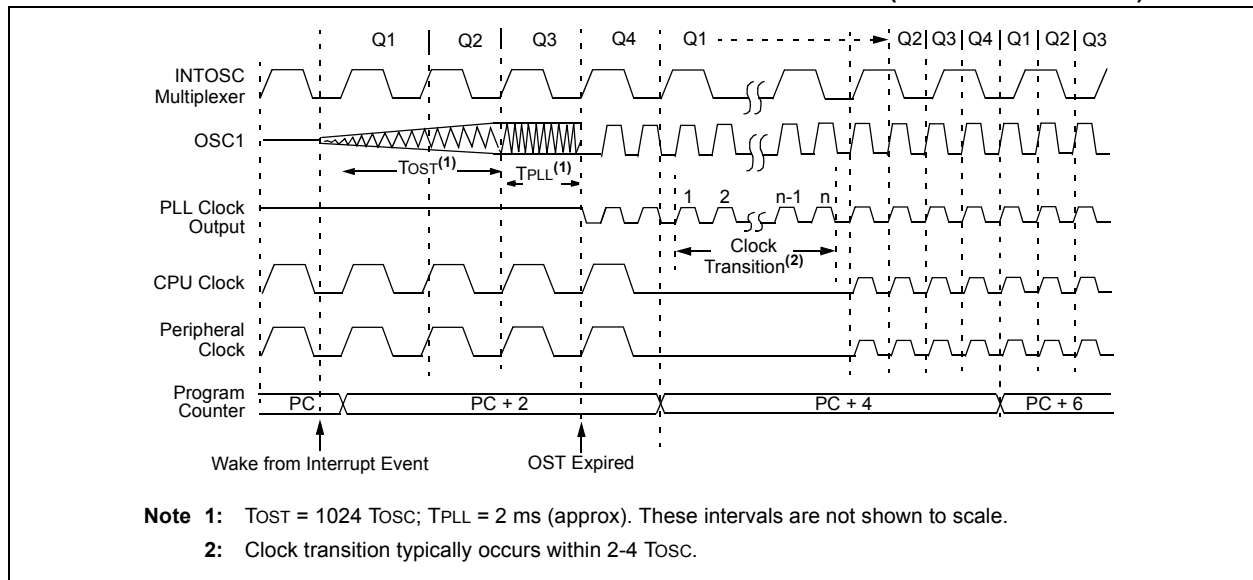 Q1 Q2 Q3 Q4 Q1 Q2 Q3 Q4 Q1 Q2 Q3
INTOSC
Multiplexer
OSC1
TOST(1) TPLL(1)
1 2 n-1 n
PLL Clock
Output
Clock
Transition(2)
CPU Clock
Peripheral
Clock
Program
Counter
PC PC + 2 PC + 4 PC + 6
Wake from Interrupt Event OST Expired
Note 1: TOST = 1024 TOSC; TPLL = 2 ms (approx). These intervals are not shown to scale.
2: Clock transition typically occurs within 2-4 TOSC.